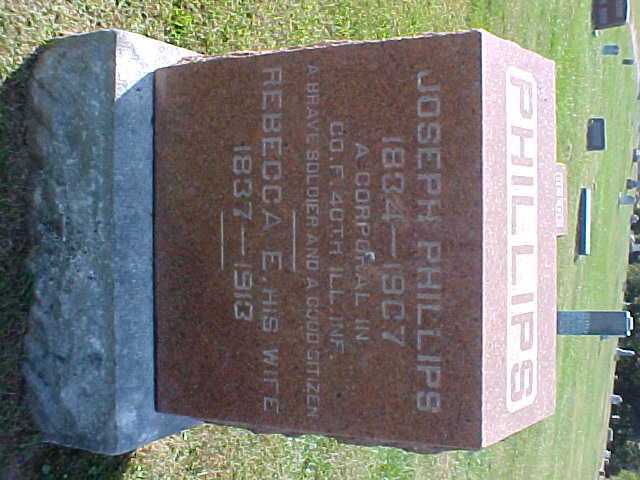 PHILLIPS
JOSEPH PHILLIPS
1834–1907
A CORPORAL IN
CO. F. 40TH ILL. INF.
A BRAVE SOLDIER AND A GOOD CITIZEN
REBECCA E. HIS WIFE
1837–1913